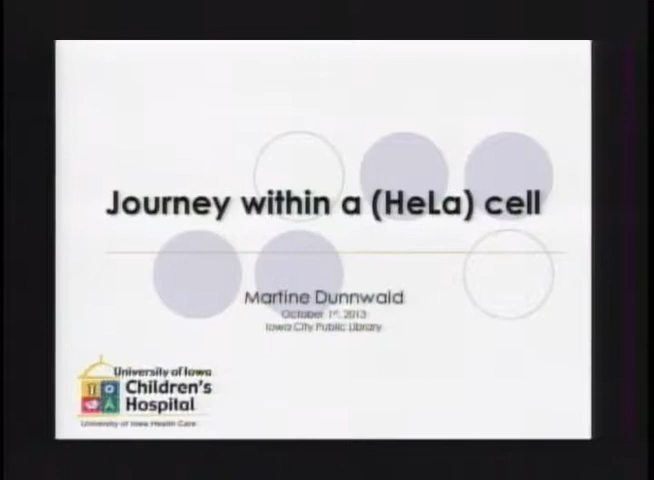 Journey within a (HeLa) cell
Martine Dunnwald
October 1st, 2013
Iowa City Public Library
University of Iowa
Children's
Hospital
University of Iowa Health Care